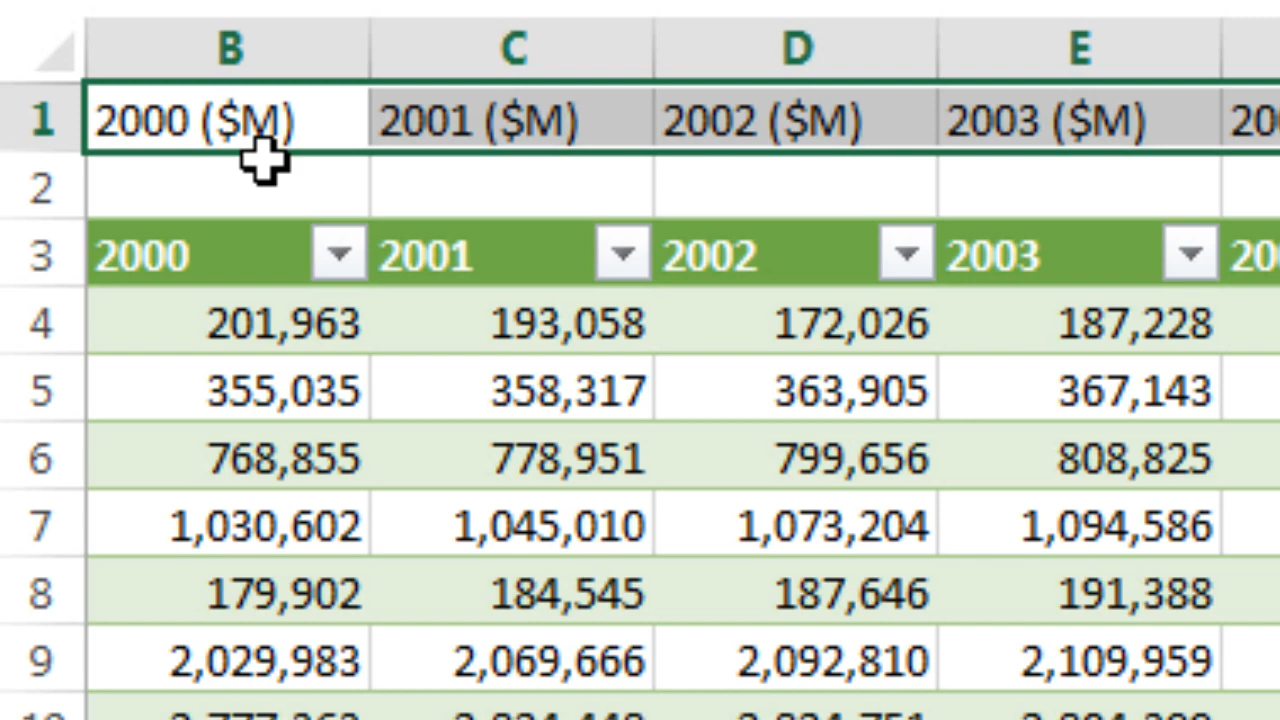 B C D E
1 2000 ($M) 2001 ($M) 2002 ($M) 2003 ($M)
2
3 2000 2001 2002 2003
4 201,963 193,058 172,026 187,228
5 355,035 358,317 363,905 367,143
6 768,855 778,951 799,656 808,825
7 1,030,602 1,045,010 1,073,204 1,094,586
8 179,902 184,545 187,646 191,388
9 2,029,983 2,069,666 2,092,810 2,109,959